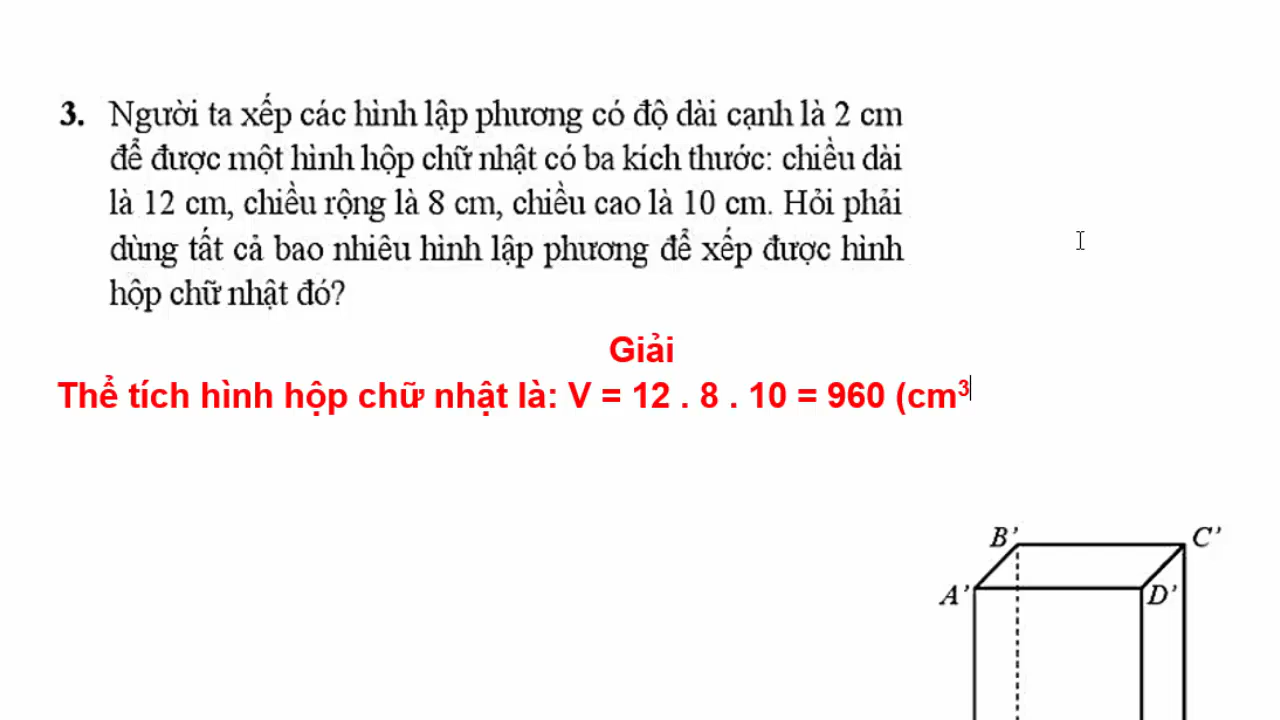 3. Người ta xếp các hình lập phương có độ dài cạnh là 2 cm
để được một hình hộp chữ nhật có ba kích thước: chiều dài
là 12 cm, chiều rộng là 8 cm, chiều cao là 10 cm. Hỏi phải
dùng tất cả bao nhiêu hình lập phương để xếp được hình
hộp chữ nhật đó?
Giải
Thể tích hình hộp chữ nhật là: V = 12 . 8 . 10 = 960 (cm³
B’ C’
A’ D’